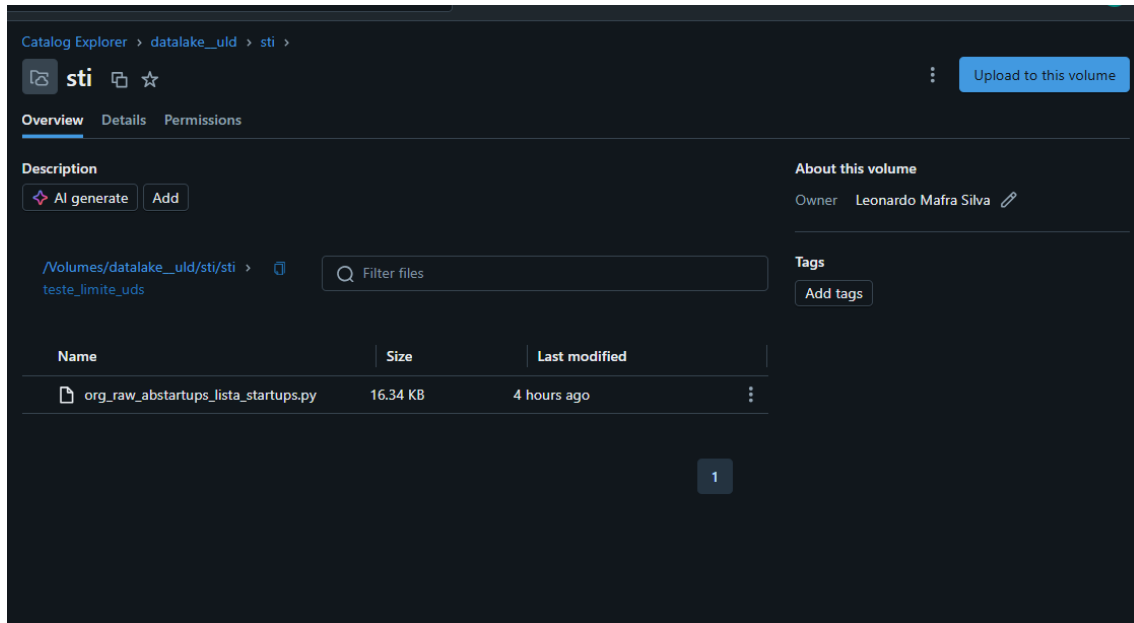 Catalog Explorer > datalake__uld > sti >
sti
Upload to this volume
Overview Details Permissions
Description
AI generate Add
About this volume
Owner Leonardo Mafra Silva
/Volumes/datalake__uld/sti/sti >
teste_limite_uds
Filter files
Tags
Add tags
Name Size Last modified
org_raw_abstartups_lista_startups.py 16.34 KB 4 hours ago
1